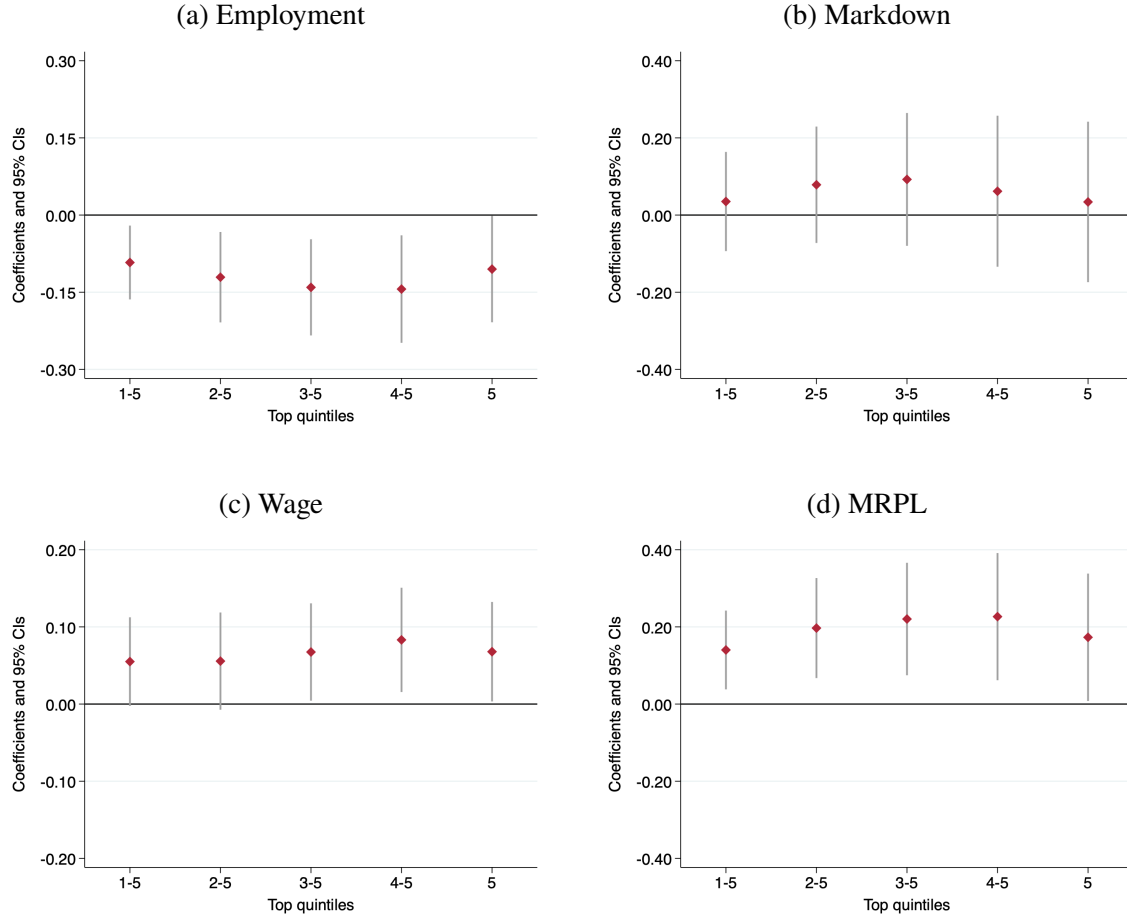 (a) Employment
Coefficients and 95% CIs
0.30
0.15
0.00
-0.15
-0.30
1-5 2-5 3-5 4-5 5
Top quintiles
(b) Markdown
Coefficients and 95% CIs
0.40
0.20
0.00
-0.20
-0.40
1-5 2-5 3-5 4-5 5
Top quintiles
(c) Wage
Coefficients and 95% CIs
0.20
0.10
0.00
-0.10
-0.20
1-5 2-5 3-5 4-5 5
Top quintiles
(d) MRPL
Coefficients and 95% CIs
0.40
0.20
0.00
-0.20
-0.40
1-5 2-5 3-5 4-5 5
Top quintiles